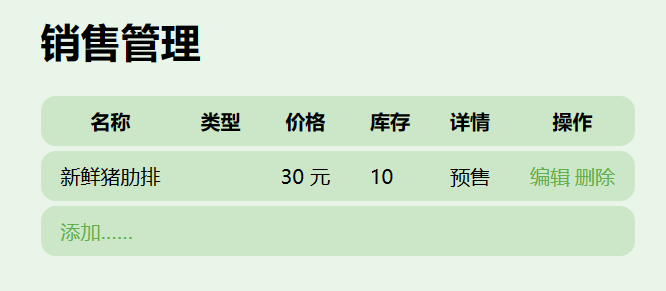 销售管理
名称 类型 价格 库存 详情 操作
新鲜猪肋排 30 元 10 预售 编辑 删除
添加......